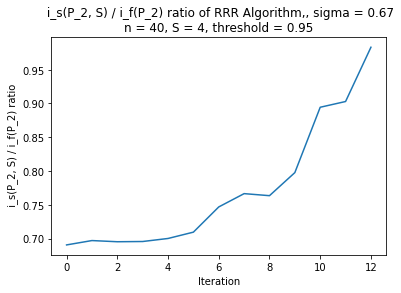 i_s(P_2, S) / i_f(P_2) ratio of RRR Algorithm,, sigma = 0.67
n = 40, S = 4, threshold = 0.95
i_s(P_2, S) / i_f(P_2) ratio
0.95
0.90
0.85
0.80
0.75
0.70
0 2 4 6 8 10 12
Iteration